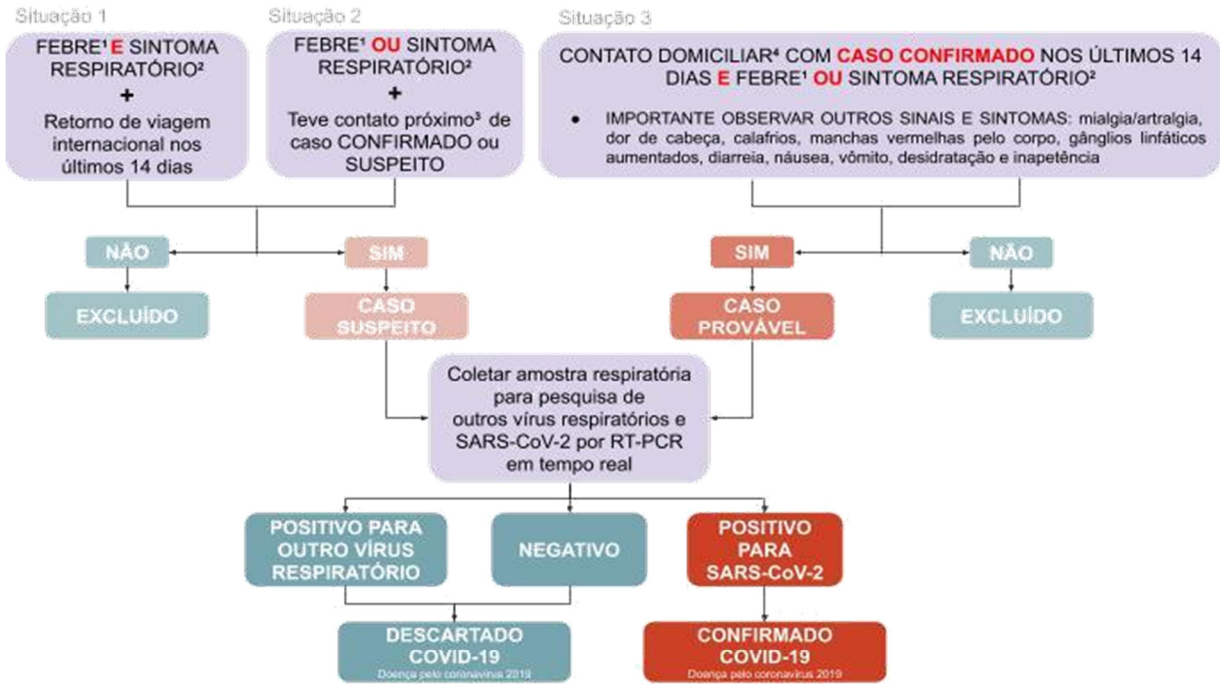 Situação 1
FEBRE¹ E SINTOMA
RESPIRATÓRIO²
+
Retorno de viagem
internacional nos
últimos 14 dias
Situação 2
FEBRE¹ OU SINTOMA
RESPIRATÓRIO²
+
Teve contato próximo³ de
caso CONFIRMADO ou
SUSPEITO
Situação 3
CONTATO DOMICILIAR⁴ COM CASO CONFIRMADO NOS ÚLTIMOS 14
DIAS E FEBRE¹ OU SINTOMA RESPIRATÓRIO²
● IMPORTANTE OBSERVAR OUTROS SINAIS E SINTOMAS: mialgia/artralgia,
dor de cabeça, calafrios, manchas vermelhas pelo corpo, gânglios linfáticos
aumentados, diarreia, náusea, vômito, desidratação e inapetência
NÃO
SIM
SIM
NÃO
EXCLUÍDO
CASO
SUSPEITO
CASO
PROVÁVEL
EXCLUÍDO
Coletar amostra respiratória
para pesquisa de
outros vírus respiratórios e
SARS-CoV-2 por RT-PCR
em tempo real
POSITIVO PARA
OUTRO VÍRUS
RESPIRATÓRIO
NEGATIVO
POSITIVO
PARA
SARS-CoV-2
DESCARTADO
COVID-19
Doença pelo coronavírus 2019
CONFIRMADO
COVID-19
Doença pelo coronavírus 2019